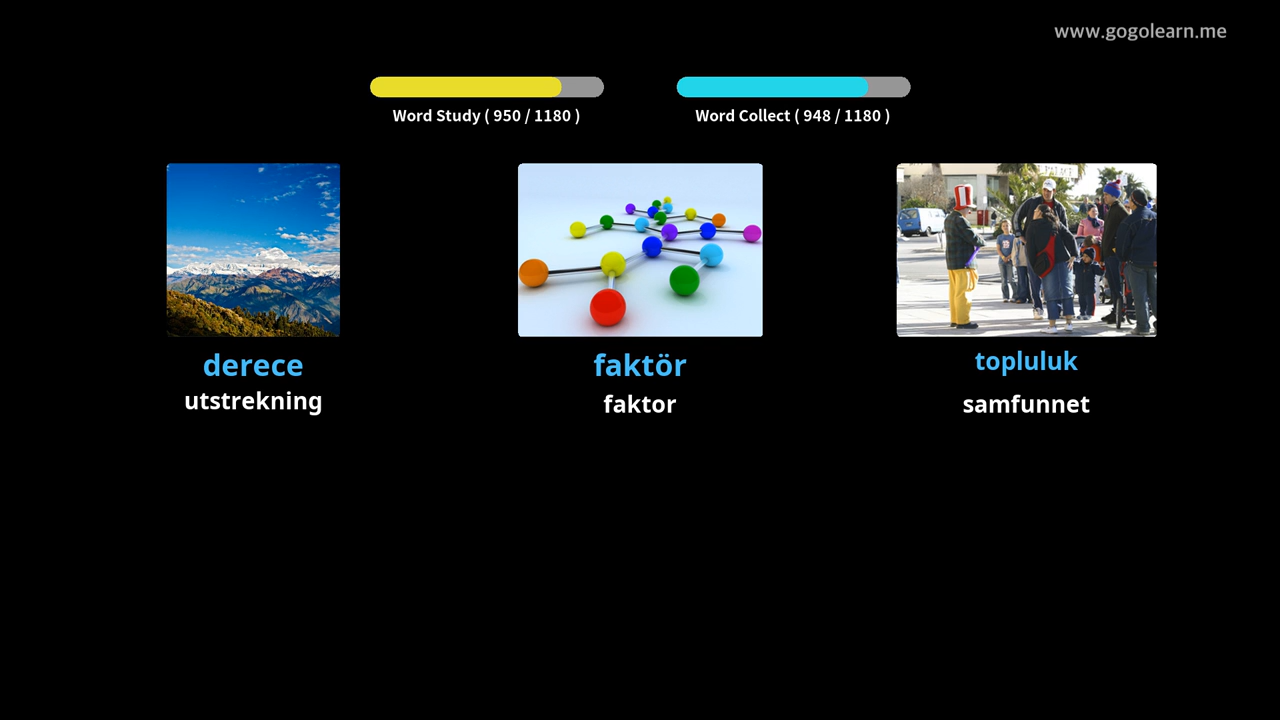 www.gogolearn.me
Word Study ( 950 / 1180 )
Word Collect ( 948 / 1180 )
derece
utstrekning
faktör
faktor
topluluk
samfunnet